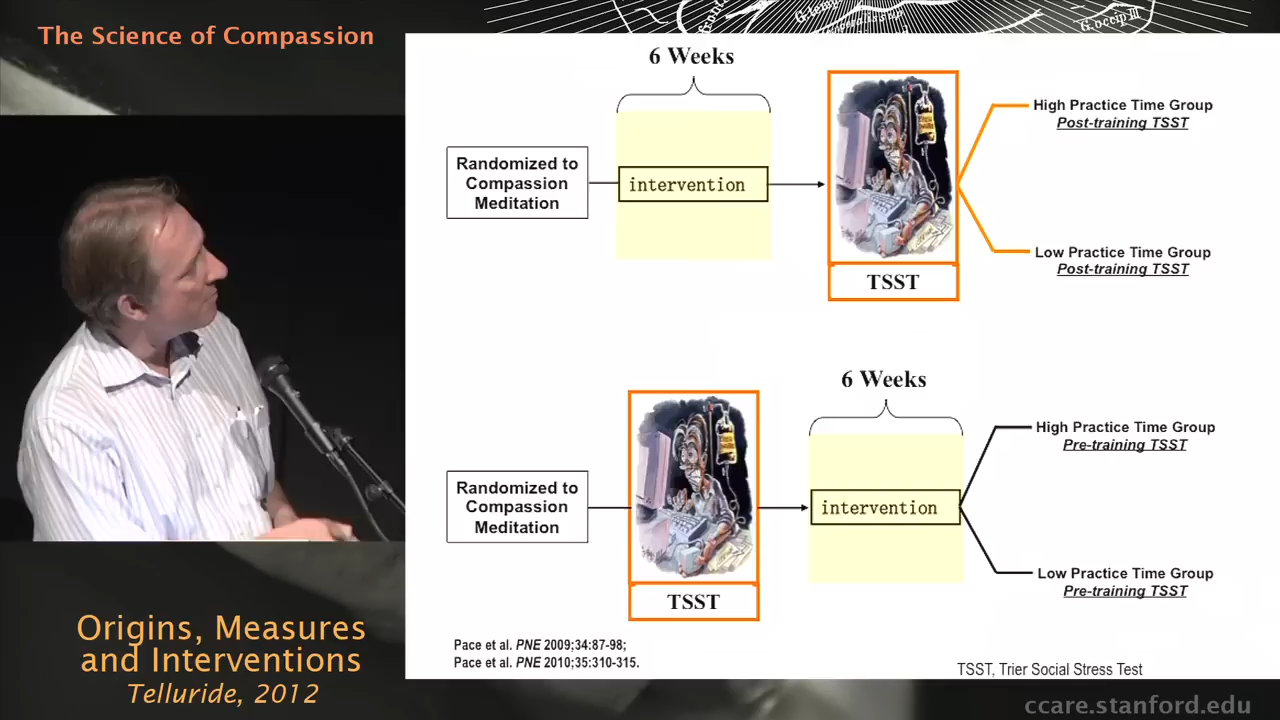 The Science of Compassion
G.occip III
6 Weeks
Randomized to
Compassion
Meditation
intervention
TSST
High Practice Time Group
Post-training TSST
Low Practice Time Group
Post-training TSST
6 Weeks
Randomized to
Compassion
Meditation
TSST
intervention
High Practice Time Group
Pre-training TSST
Low Practice Time Group
Pre-training TSST
Pace et al. PNE 2009;34:87-98;
Pace et al. PNE 2010;35:310-315.
TSST, Trier Social Stress Test
Origins, Measures
and Interventions
Telluride, 2012
ccare.stanford.edu